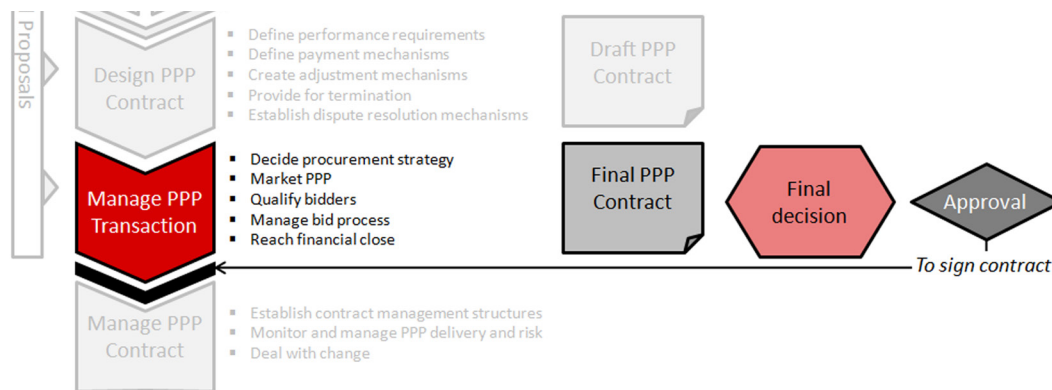 l Proposals
Design PPP
Contract
Define performance requirements
Define payment mechanisms
Create adjustment mechanisms
Provide for termination
Establish dispute resolution mechanisms
Draft PPP
Contract
Manage PPP
Transaction
Decide procurement strategy
Market PPP
Qualify bidders
Manage bid process
Reach financial close
Final PPP
Contract
Final
decision
Approval
To sign contract
Manage PPP
Contract
Establish contract management structures
Monitor and manage PPP delivery and risk
Deal with change